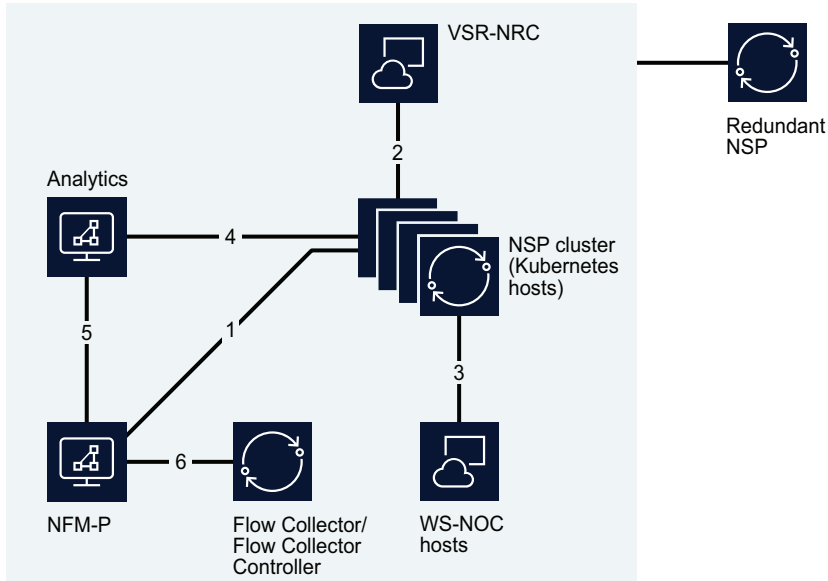 VSR-NRC
Redundant
NSP
2
Analytics
4
NSP cluster
(Kubernetes
hosts)
5
1
3
6
NFM-P
Flow Collector/
Flow Collector
Controller
WS-NOC
hosts